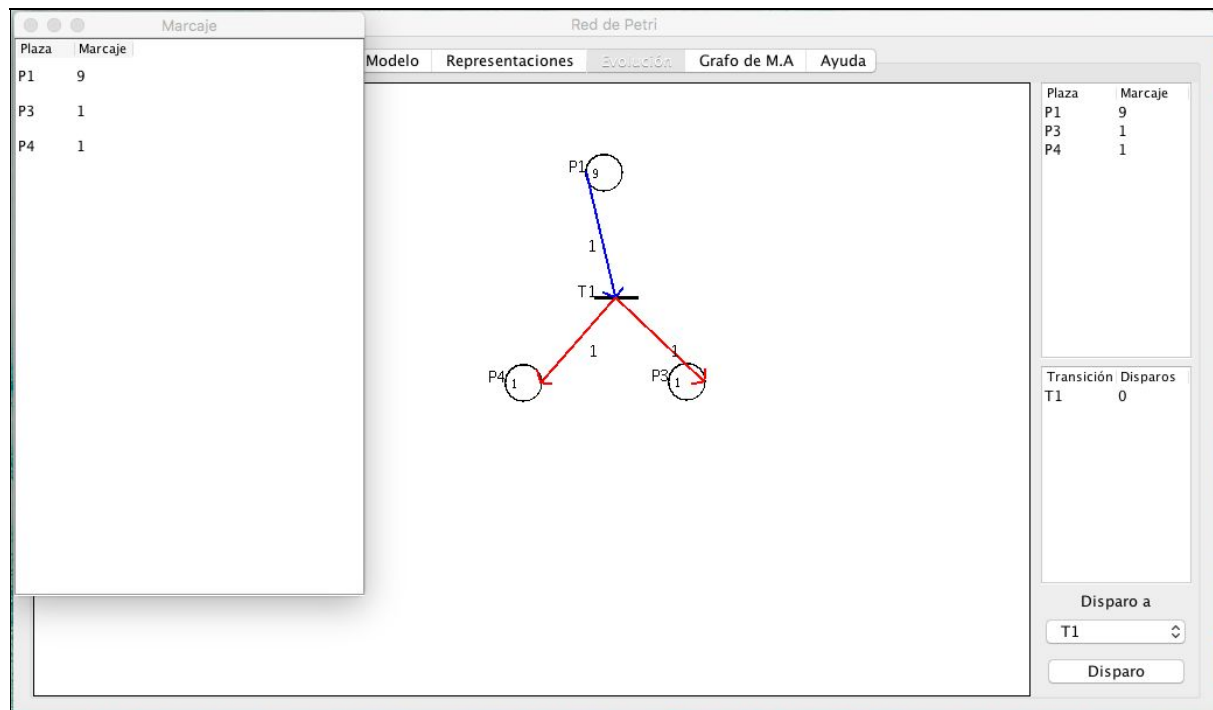 Marcaje
Plaza Marcaje
P1 9
P3 1
P4 1
Red de Petri
Modelo Representaciones Evolución Grafo de M.A Ayuda
P1 9
1
T1
1 1
P4 1
P3 1
Plaza Marcaje
P1 9
P3 1
P4 1
Transición Disparos
T1 0
Disparo a
T1
Disparo